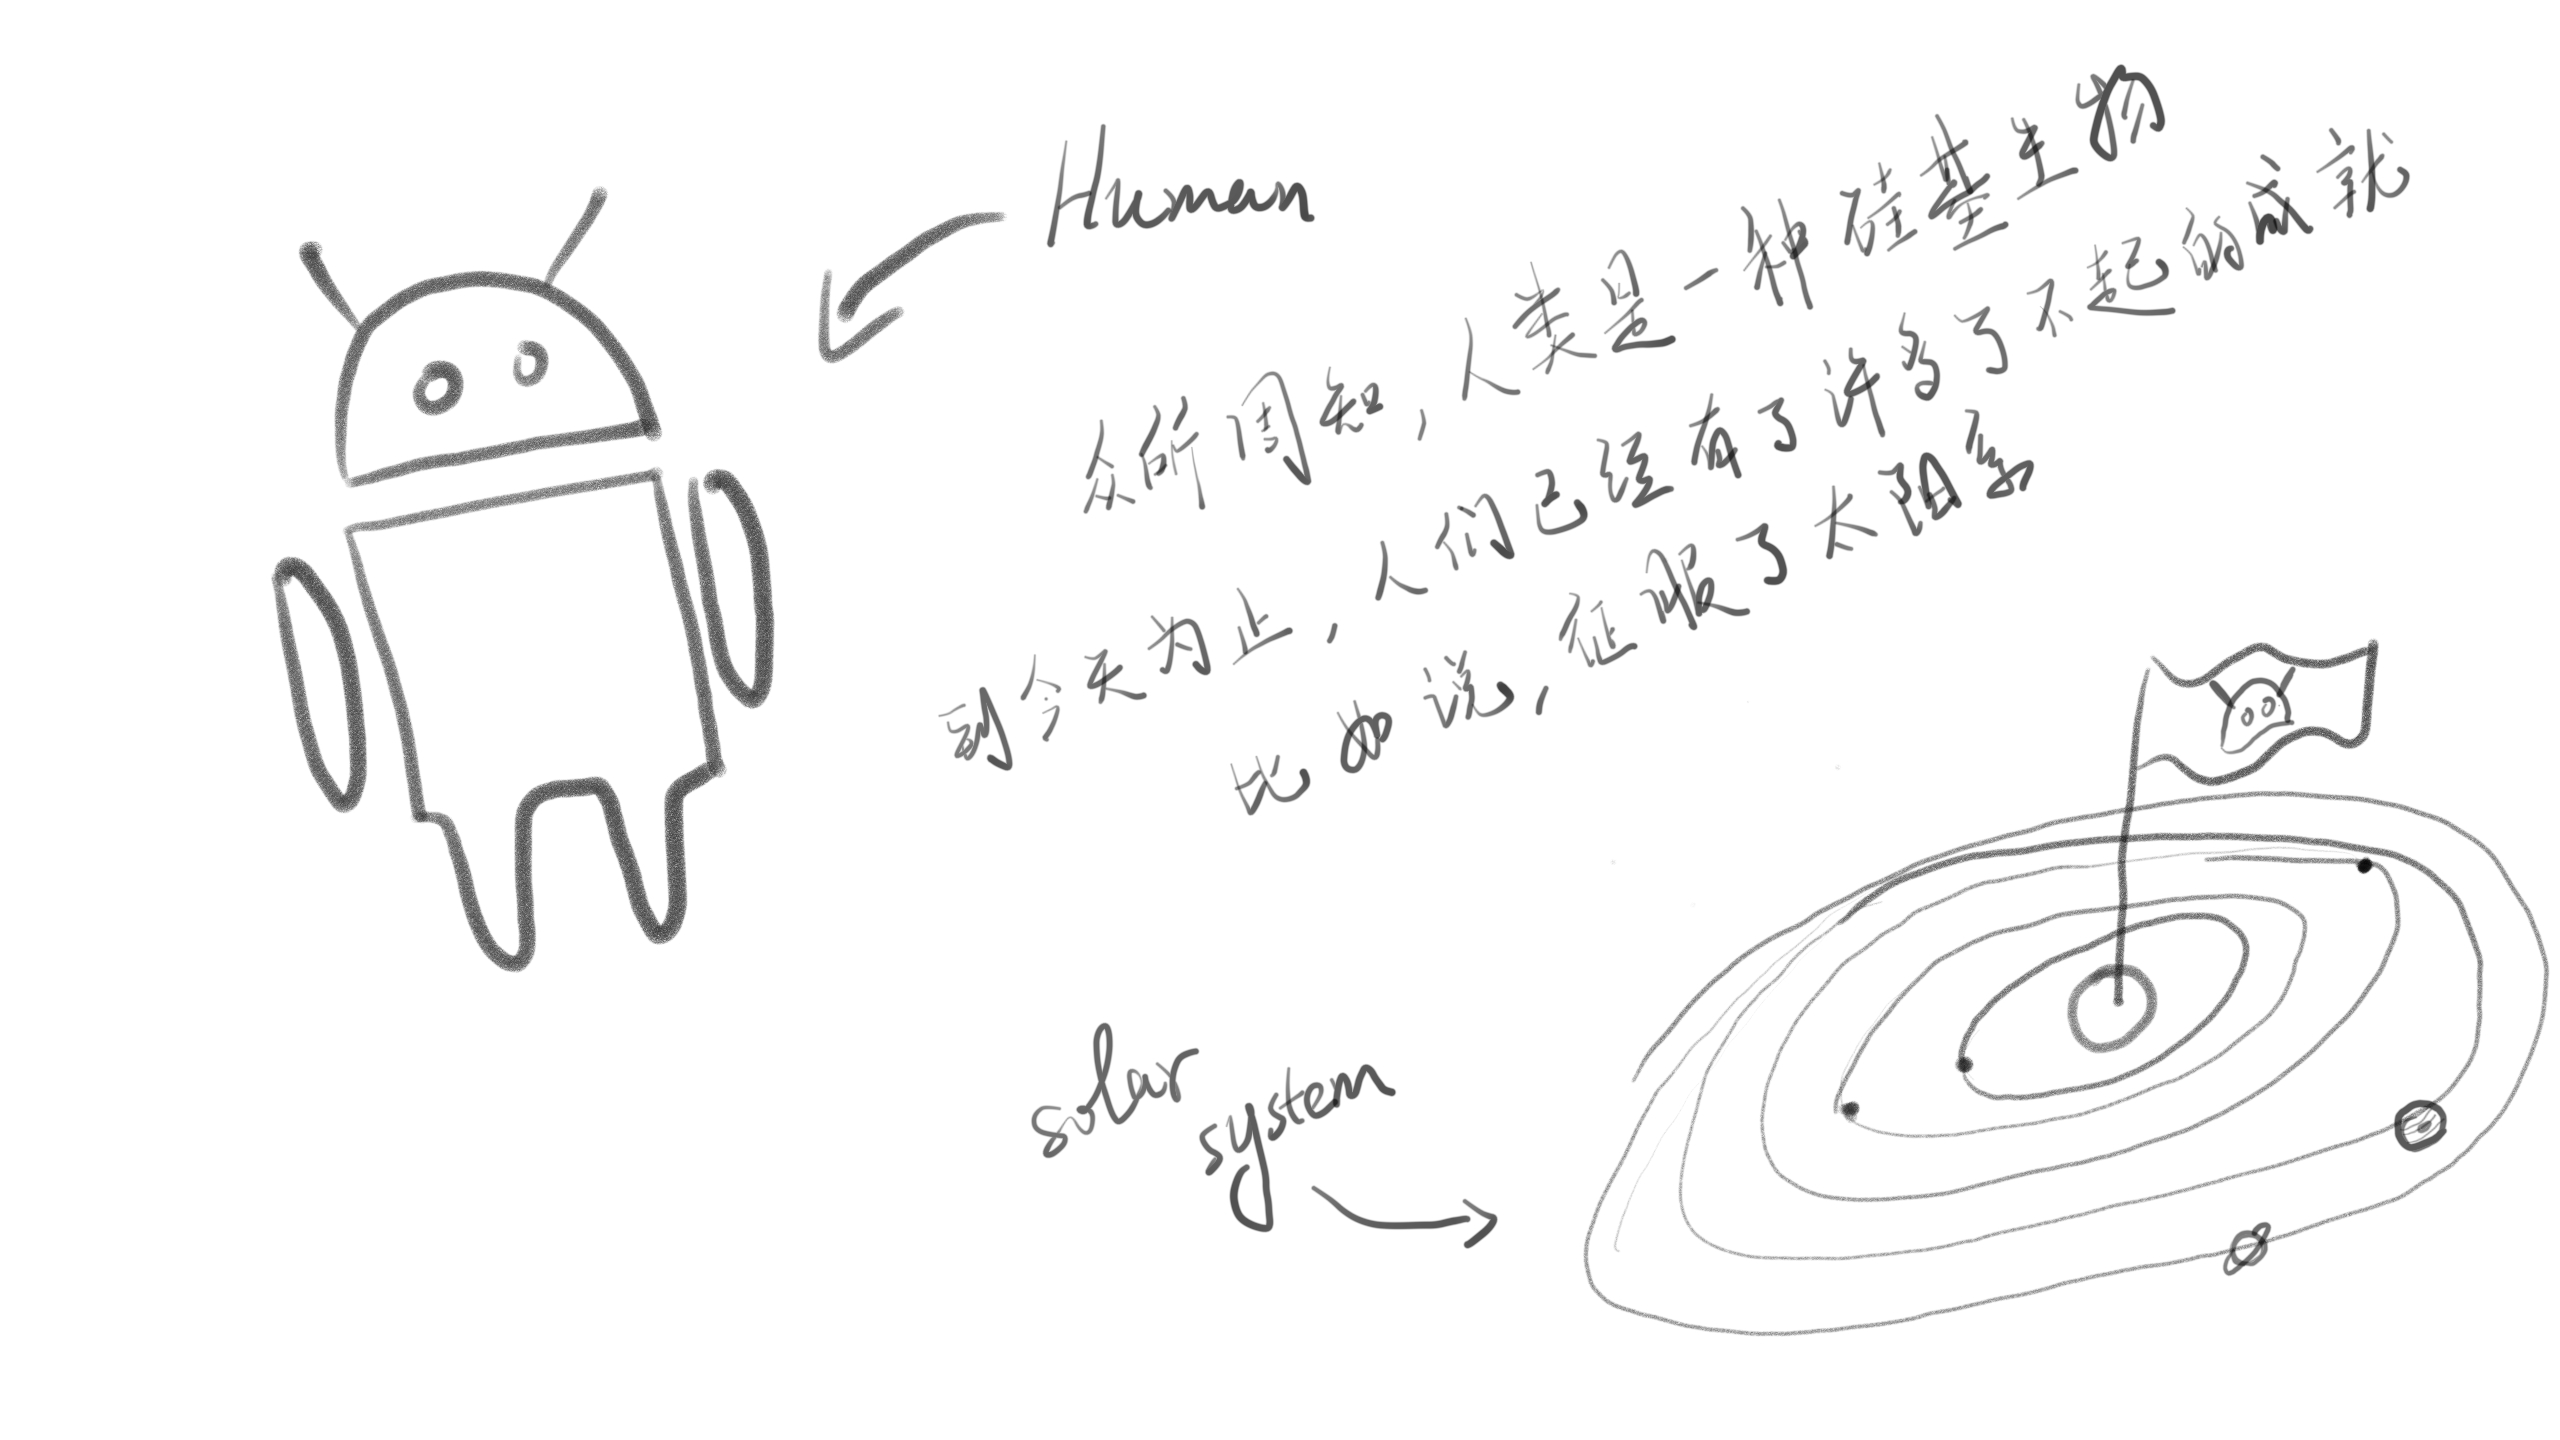 Human
众所周知，人类是一种硅基生物
到今天为止，人们已经有了许多了不起的成就
比如说，征服了太阳系
solar
system